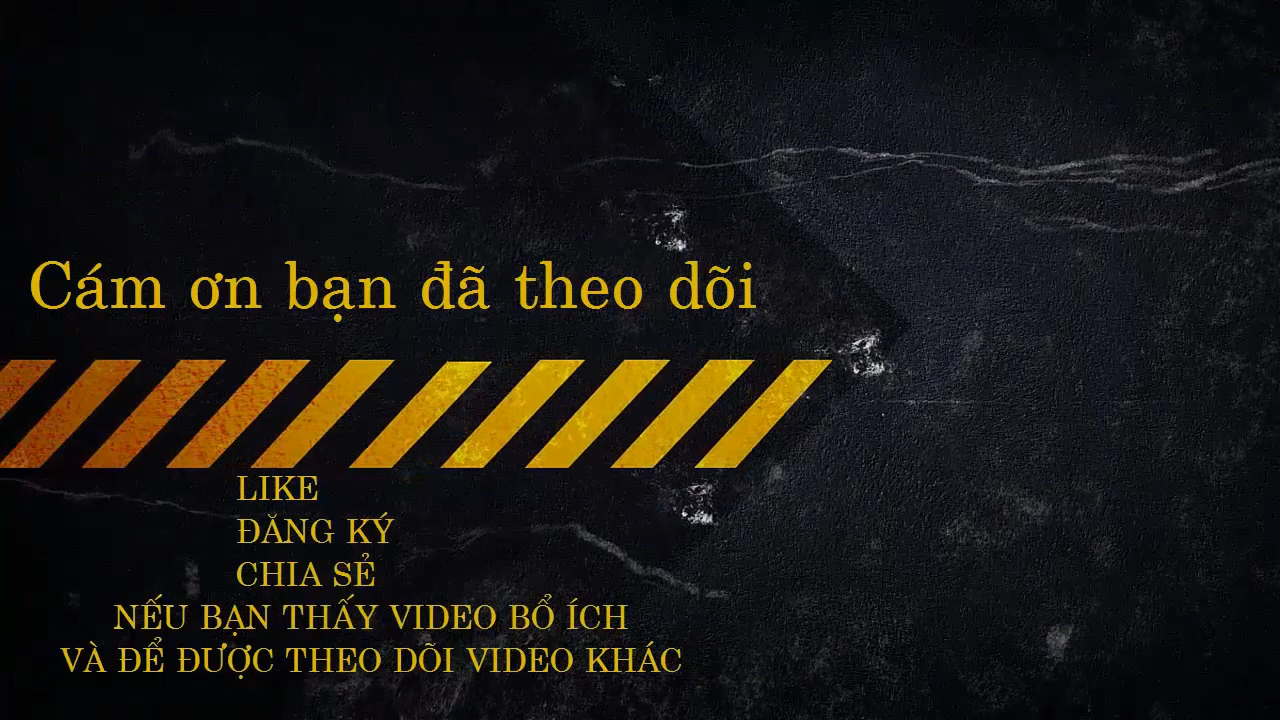 Cám ơn bạn đã theo dõi
LIKE
ĐĂNG KÝ
CHIA SẺ
NẾU BẠN THẤY VIDEO BỔ ÍCH
VÀ ĐỂ ĐƯỢC THEO DÕI VIDEO KHÁC